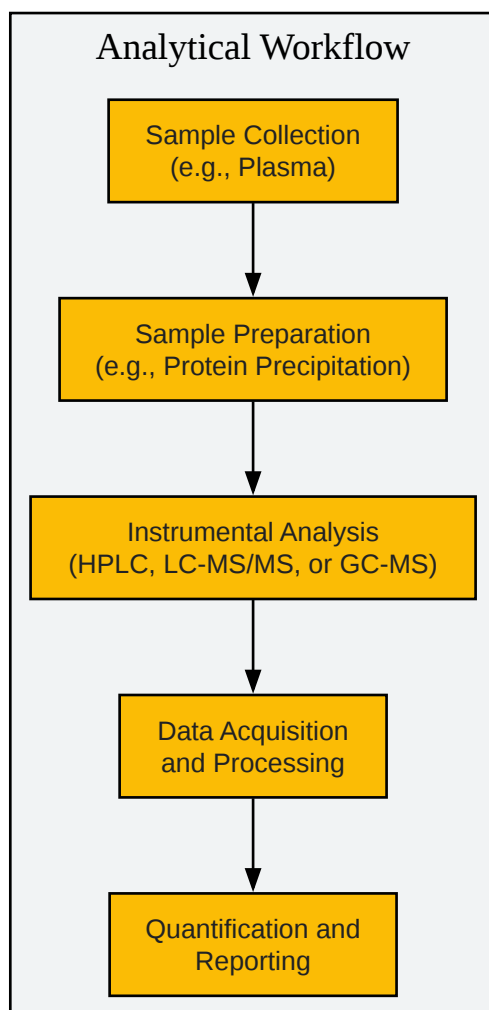 Analytical Workflow
Sample Collection
(e.g., Plasma)
Sample Preparation
(e.g., Protein Precipitation)
Instrumental Analysis
(HPLC, LC-MS/MS, or GC-MS)
Data Acquisition
and Processing
Quantification and
Reporting